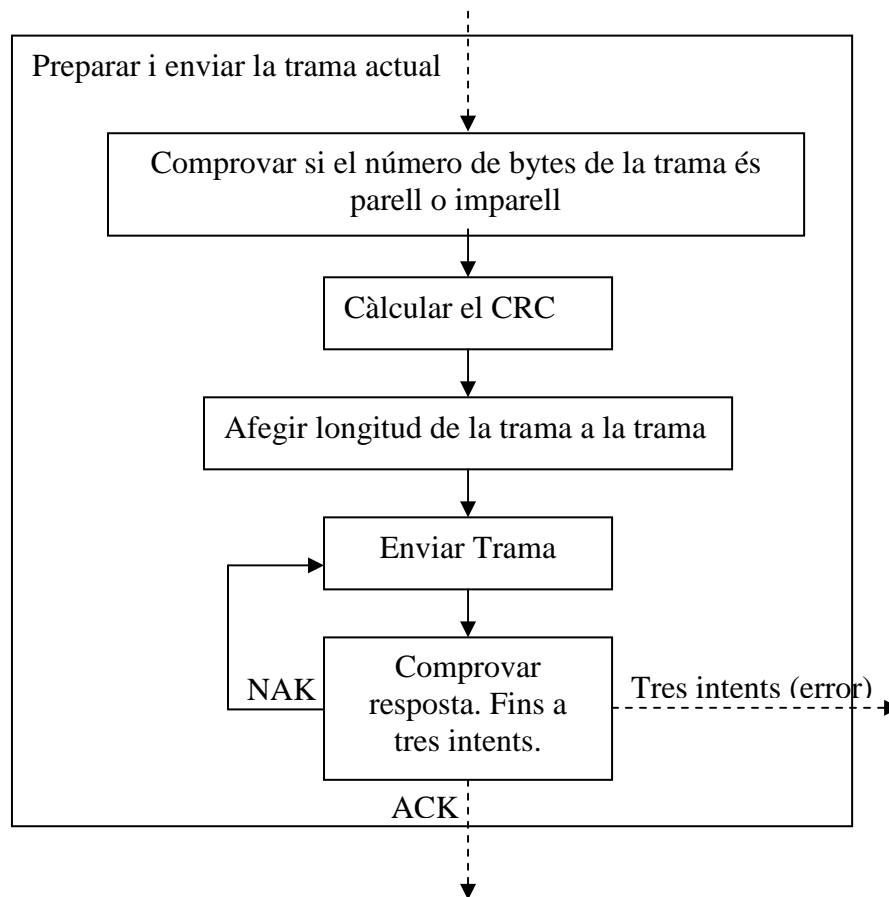 Preparar i enviar la trama actual
Comprovar si el número de bytes de la trama és
parell o imparell
Càlcular el CRC
Afegir longitud de la trama a la trama
Enviar Trama
Comprovar
resposta. Fins a
tres intents.
NAK
Tres intents (error)
ACK